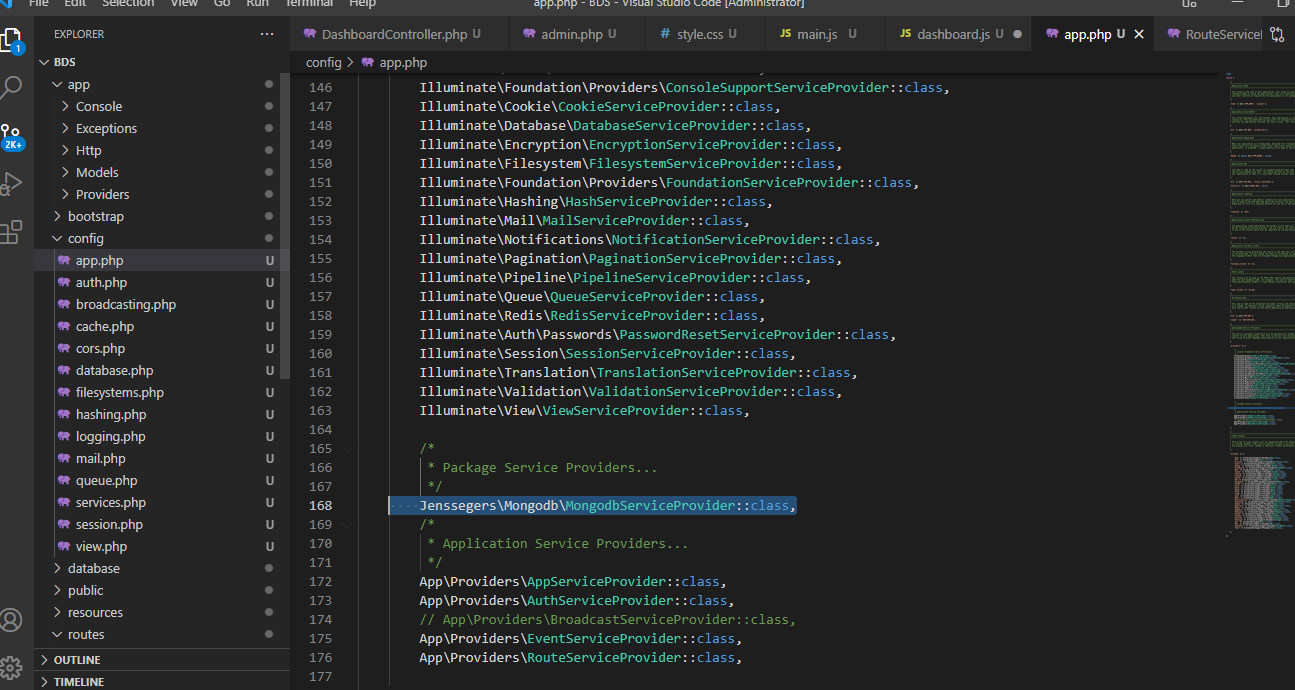 File Edit Selection View Go Run Terminal Help
app.php - BDS - Visual Studio Code [Administrator]
EXPLORER
DashboardController.php U
admin.php U
# style.css U
JS main.js U
JS dashboard.js U
app.php U
RouteServicel
config > app.php
1
2K+
BDS
app
Console
Exceptions
Http
Models
Providers
bootstrap
config
app.php U
auth.php U
broadcasting.php U
cache.php U
cors.php U
database.php U
filesystems.php U
hashing.php U
logging.php U
mail.php U
queue.php U
services.php U
session.php U
view.php U
database
public
resources
routes
OUTLINE
TIMELINE
146 Illuminate\Foundation\Providers\ConsoleSupportServiceProvider::class,
147 Illuminate\Cookie\CookieServiceProvider::class,
148 Illuminate\Database\DatabaseServiceProvider::class,
149 Illuminate\Encryption\EncryptionServiceProvider::class,
150 Illuminate\Filesystem\FilesystemServiceProvider::class,
151 Illuminate\Foundation\Providers\FoundationServiceProvider::class,
152 Illuminate\Hashing\HashServiceProvider::class,
153 Illuminate\Mail\MailServiceProvider::class,
154 Illuminate\Notifications\NotificationServiceProvider::class,
155 Illuminate\Pagination\PaginationServiceProvider::class,
156 Illuminate\Pipeline\PipelineServiceProvider::class,
157 Illuminate\Queue\QueueServiceProvider::class,
158 Illuminate\Redis\RedisServiceProvider::class,
159 Illuminate\Auth\Passwords\PasswordResetServiceProvider::class,
160 Illuminate\Session\SessionServiceProvider::class,
161 Illuminate\Translation\TranslationServiceProvider::class,
162 Illuminate\Validation\ValidationServiceProvider::class,
163 Illuminate\View\ViewServiceProvider::class,
164
165 /*
166 * Package Service Providers...
167 */
168 Jenssegers\Mongodb\MongodbServiceProvider::class,
169 /*
170 * Application Service Providers...
171 */
172 App\Providers\AppServiceProvider::class,
173 App\Providers\AuthServiceProvider::class,
174 // App\Providers\BroadcastServiceProvider::class,
175 App\Providers\EventServiceProvider::class,
176 App\Providers\RouteServiceProvider::class,
177